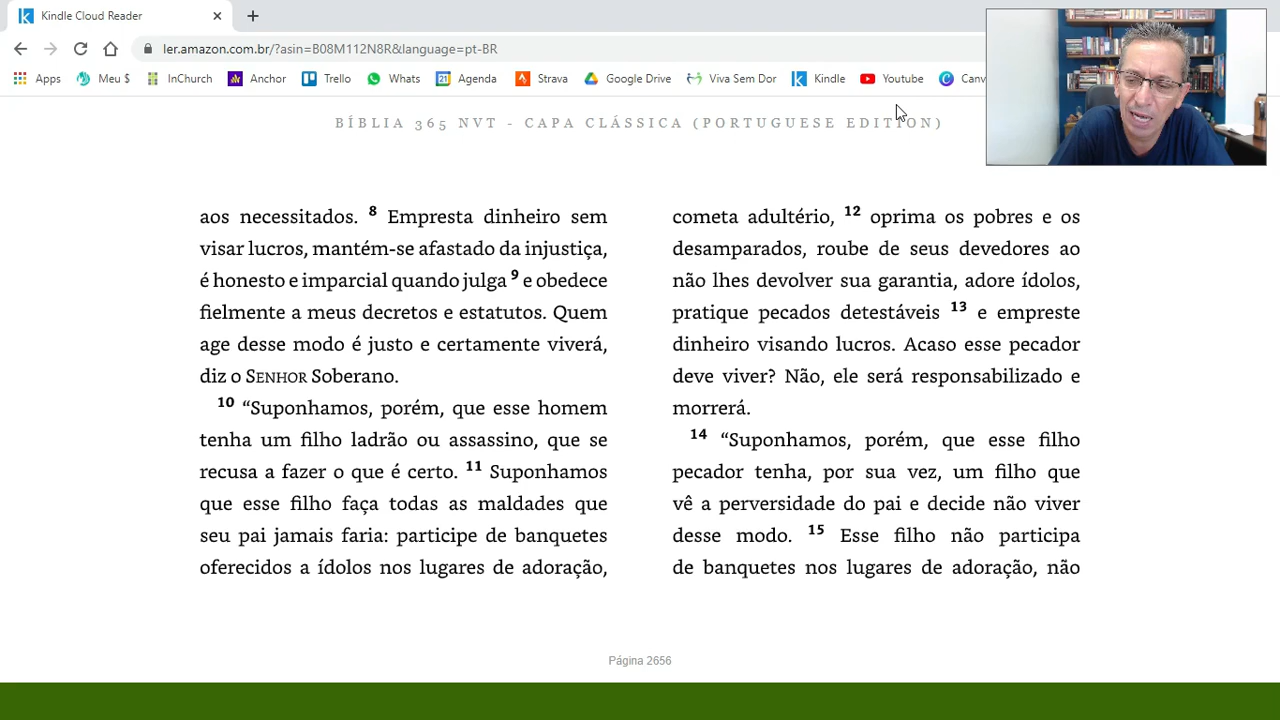 Kindle Cloud Reader
ler.amazon.com.br/?asin=B08M112N8R&language=pt-BR
Apps Meu $ InChurch Anchor Trello Whats Agenda Strava Google Drive Viva Sem Dor Kindle Youtube Canv
BÍBLIA 365 NVT - CAPA CLÁSSICA (PORTUGUESE EDITION)
aos necessitados. 8 Empresta dinheiro sem
visar lucros, mantém-se afastado da injustiça,
é honesto e imparcial quando julga 9 e obedece
fielmente a meus decretos e estatutos. Quem
age desse modo é justo e certamente viverá,
diz o SENHOR Soberano.
10 “Suponhamos, porém, que esse homem
tenha um filho ladrão ou assassino, que se
recusa a fazer o que é certo. 11 Suponhamos
que esse filho faça todas as maldades que
seu pai jamais faria: participe de banquetes
oferecidos a ídolos nos lugares de adoração,
cometa adultério, 12 oprima os pobres e os
desamparados, roube de seus devedores ao
não lhes devolver sua garantia, adore ídolos,
pratique pecados detestáveis 13 e empreste
dinheiro visando lucros. Acaso esse pecador
deve viver? Não, ele será responsabilizado e
morrerá.
14 “Suponhamos, porém, que esse filho
pecador tenha, por sua vez, um filho que
vê a perversidade do pai e decide não viver
desse modo. 15 Esse filho não participa
de banquetes nos lugares de adoração, não
Página 2656